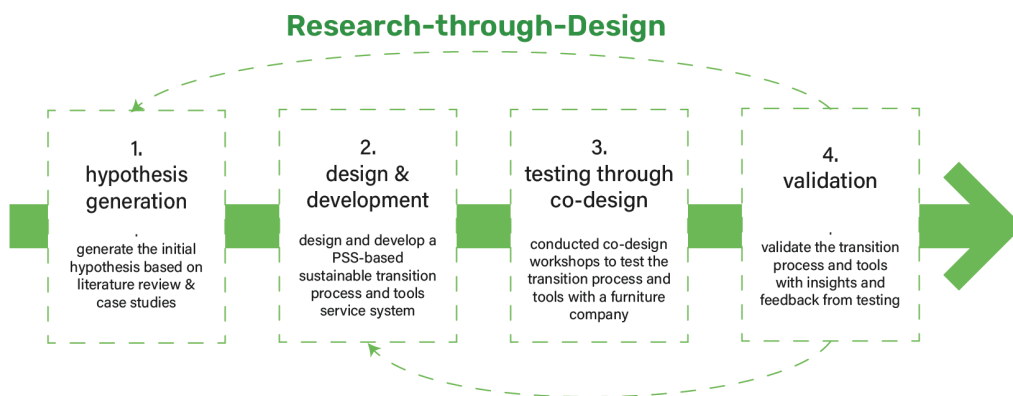 Research-through-Design
1.
hypothesis
generation
.
generate the initial
hypothesis based on
literature review &
case studies
2.
design &
development
design and develop a
PSS-based
sustainable transition
process and tools
service system
3.
testing through
co-design
conducted co-design
workshops to test the
transition process and
tools with a furniture
company
4.
validation
.
validate the transition
process and tools
with insights and
feedback from testing